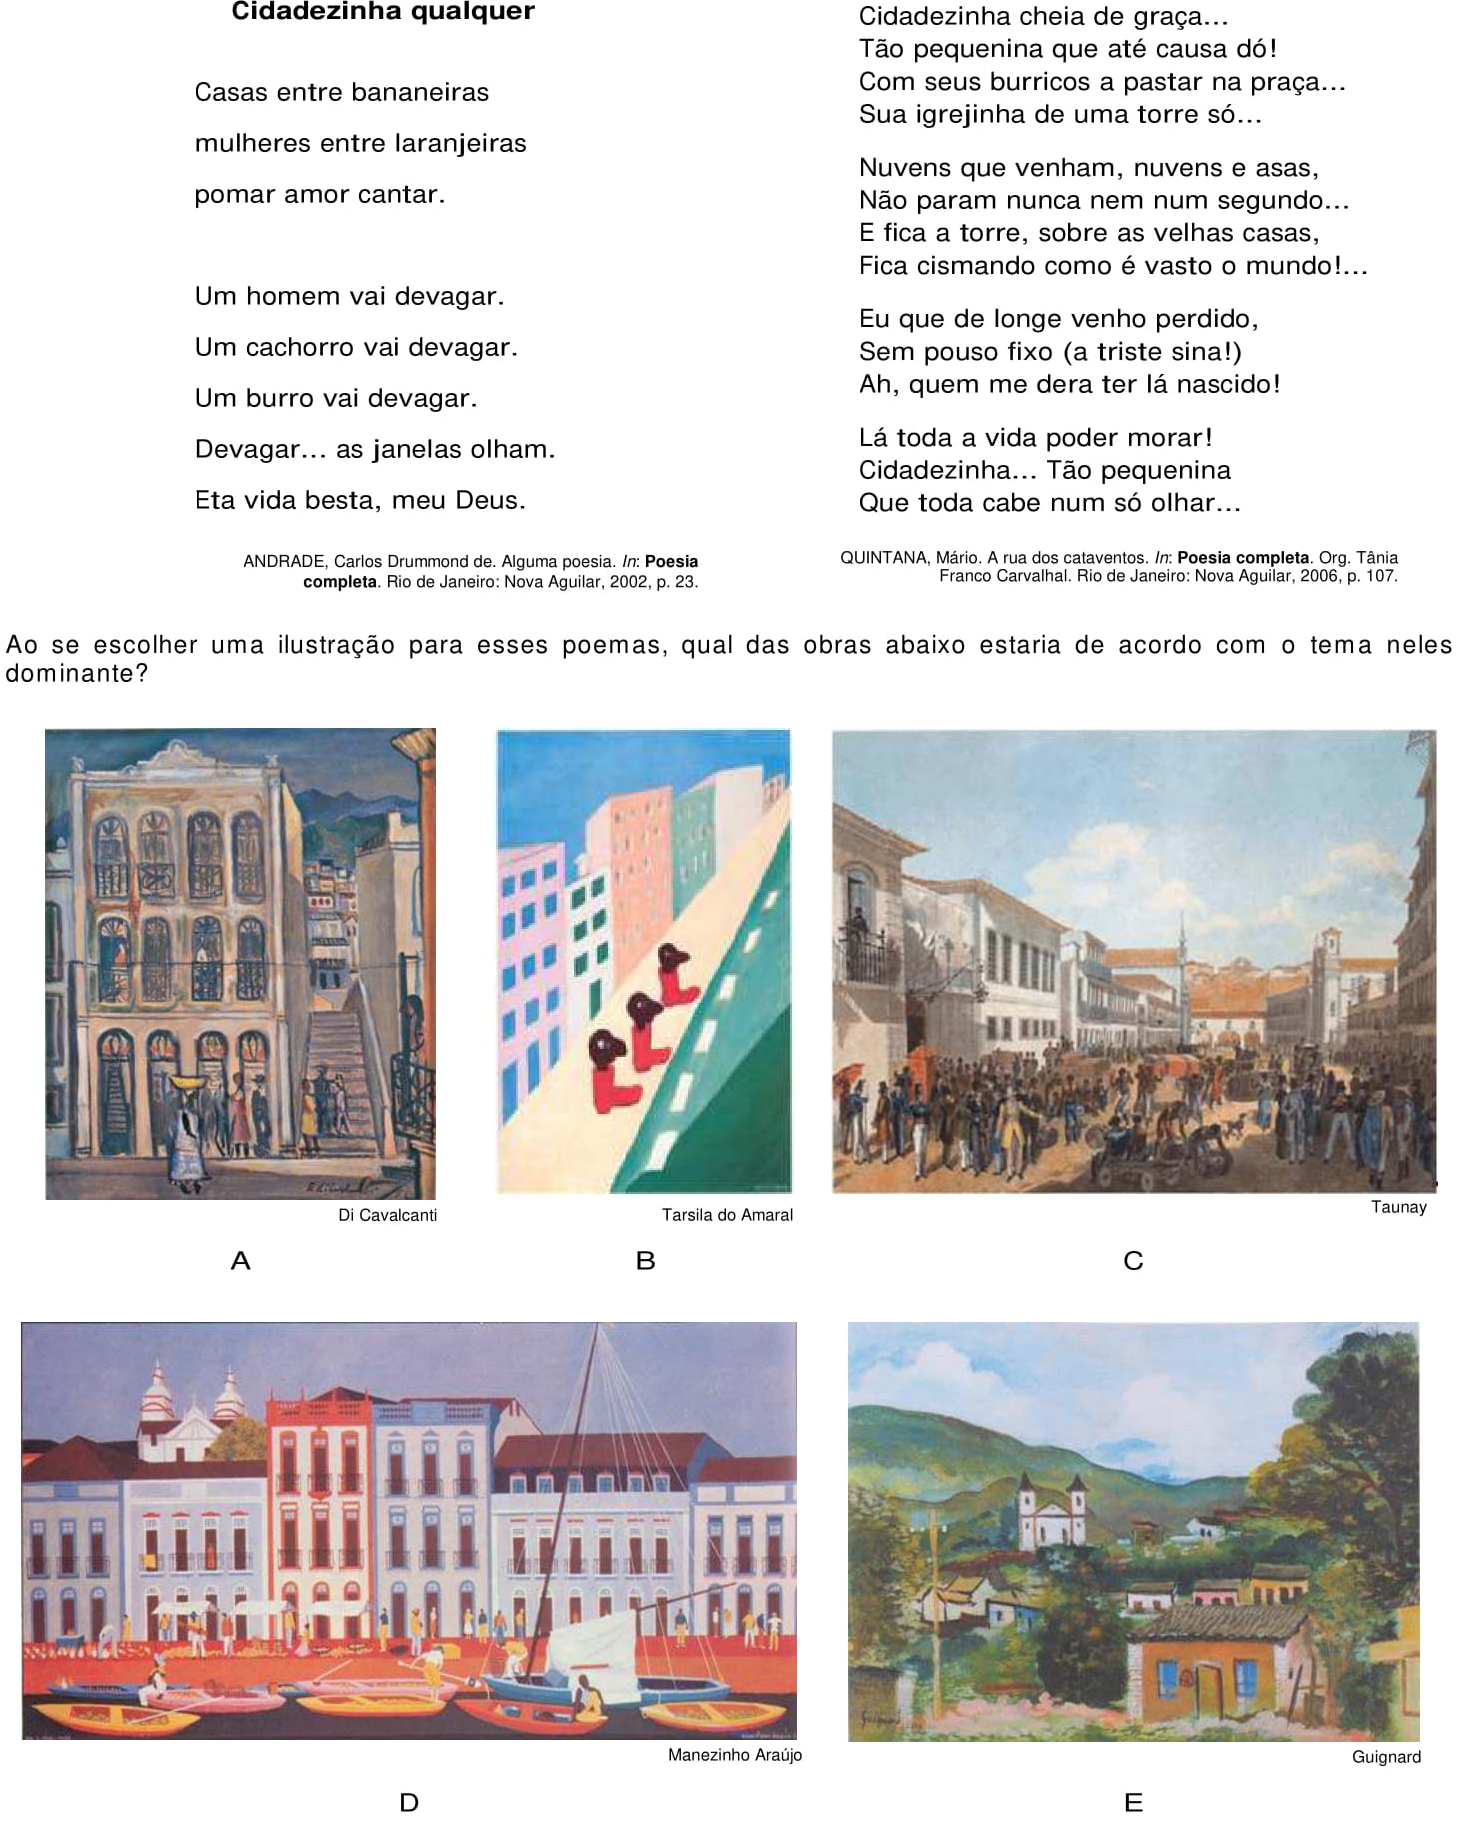 Cidadezinha qualquer
Casas entre bananeiras
mulheres entre laranjeiras
pomar amor cantar.
Um homem vai devagar.
Um cachorro vai devagar.
Um burro vai devagar.
Devagar... as janelas olham.
Eta vida besta, meu Deus.
ANDRADE, Carlos Drummond de. Alguma poesia. In: Poesia
completa. Rio de Janeiro: Nova Aguilar, 2002, p. 23.
Cidadezinha cheia de graça...
Tão pequenina que até causa dó!
Com seus burricos a pastar na praça...
Sua igrejinha de uma torre só...
Nuvens que venham, nuvens e asas,
Não param nunca nem num segundo...
E fica a torre, sobre as velhas casas,
Fica cismando como é vasto o mundo!...
Eu que de longe venho perdido,
Sem pouso fixo (a triste sina!)
Ah, quem me dera ter lá nascido!
Lá toda a vida poder morar!
Cidadezinha... Tão pequenina
Que toda cabe num só olhar...
QUINTANA, Mário. A rua dos cataventos. In: Poesia completa. Org. Tânia
Franco Carvalhal. Rio de Janeiro: Nova Aguilar, 2006, p. 107.
Ao se escolher uma ilustração para esses poemas, qual das obras abaixo estaria de acordo com o tema neles
dominante?
Di Cavalcanti
Tarsila do Amaral
Taunay
A
B
C
Guignard
Manezinho Araújo
Guignard
D
E